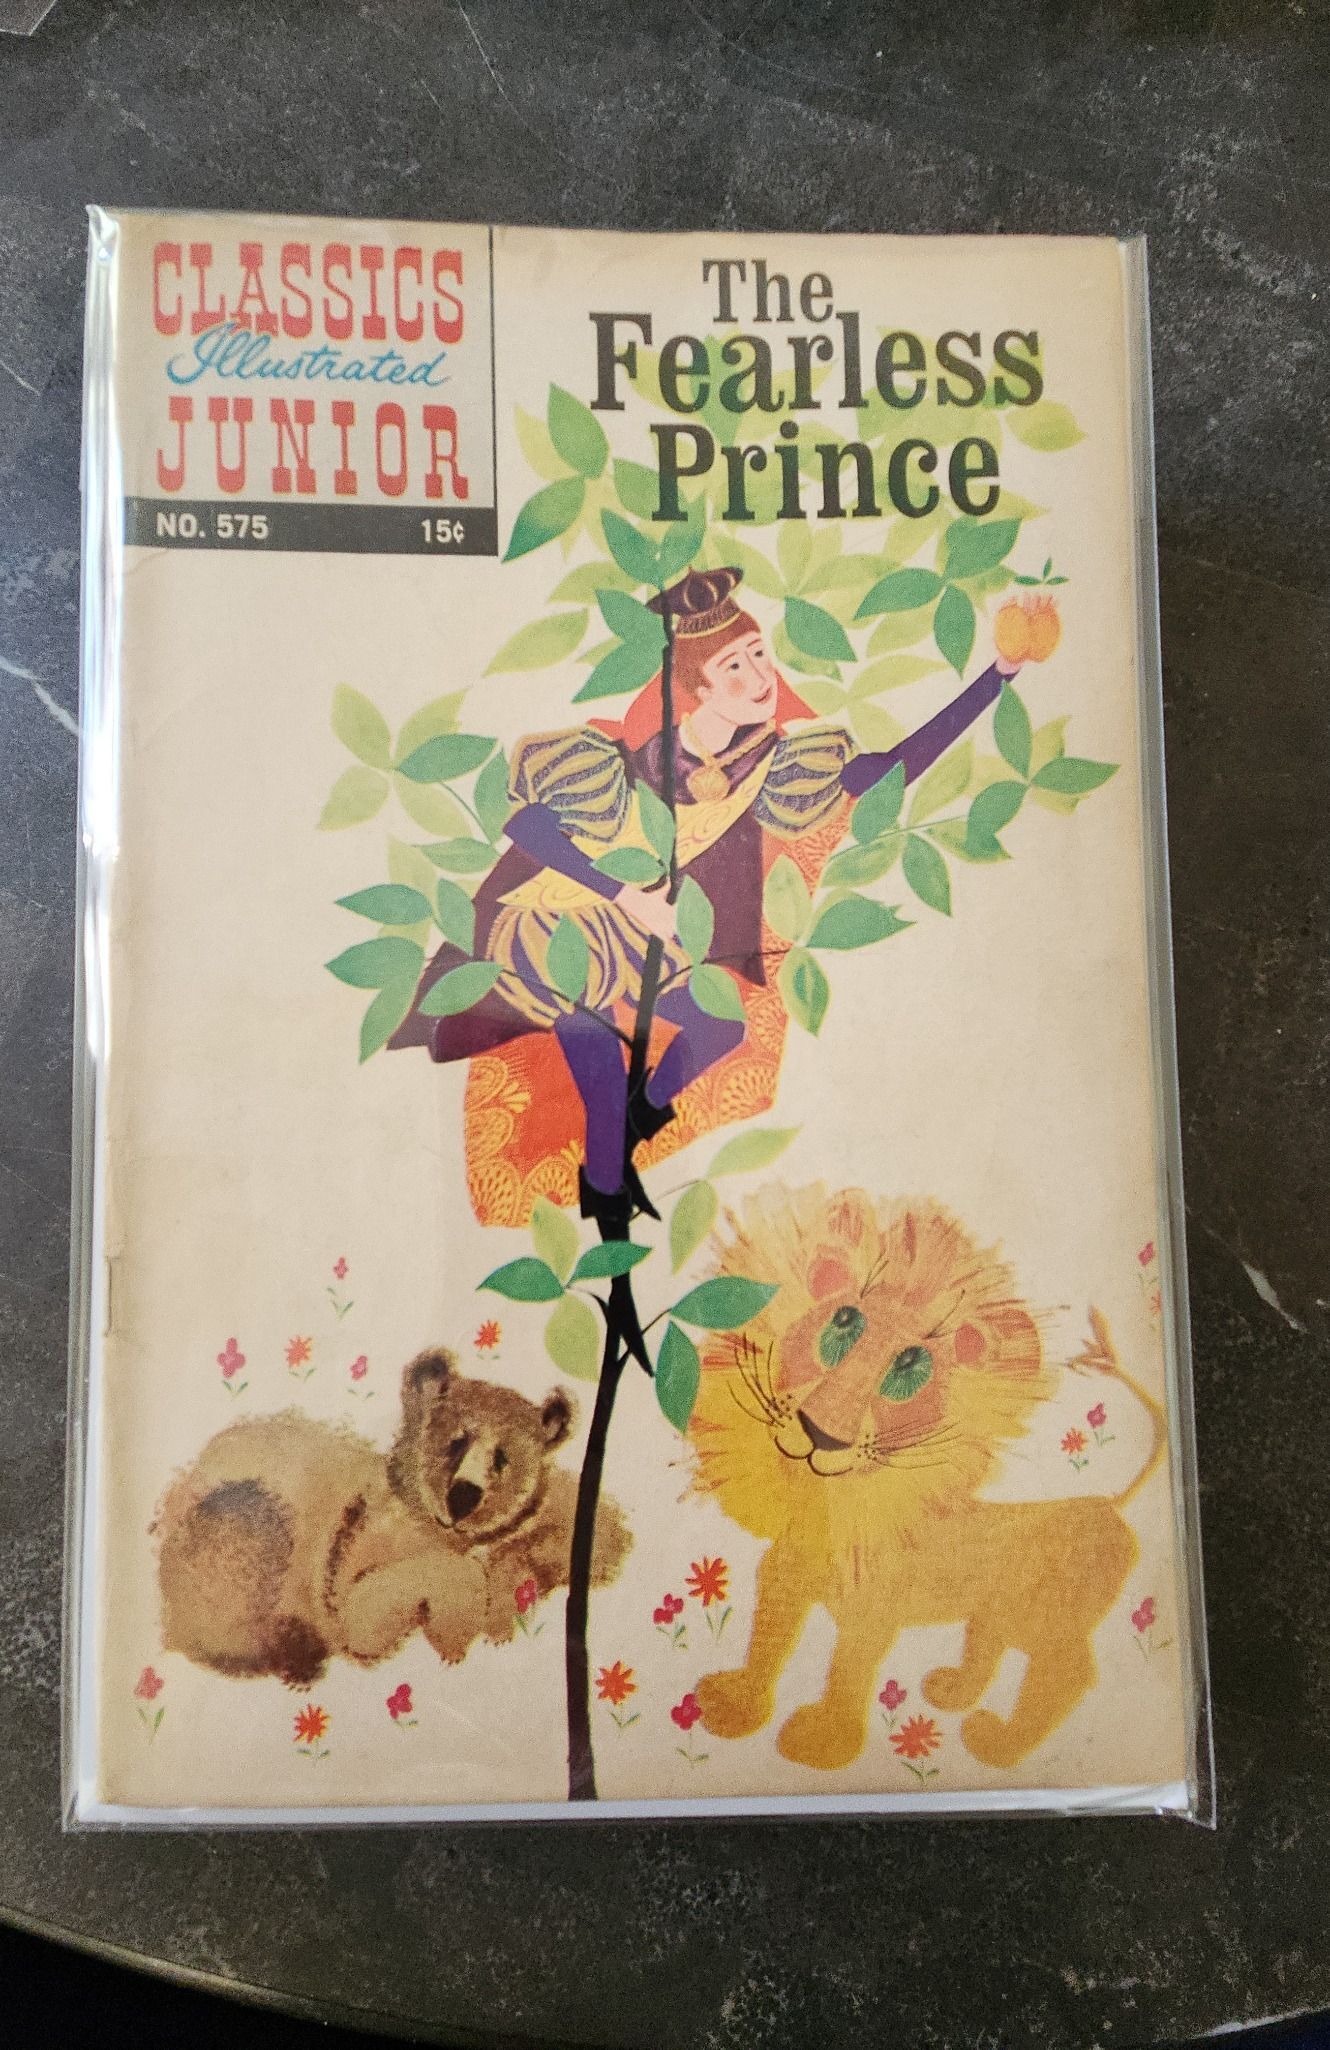 CLASSICS
Illustrated
JUNIOR
NO. 575 15¢
The
Fearless
Prince